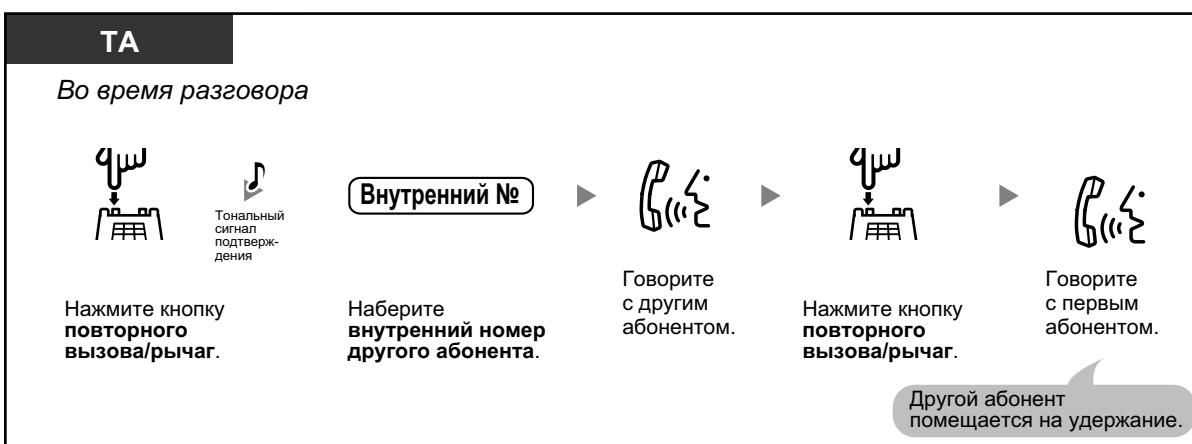 ТА
Во время разговора
Тональный
сигнал
подтверж-
дения
Внутренний №
Нажмите кнопку
повторного
вызова/рычаг.
Наберите
внутренний номер
другого абонента.
Говорите
с другим
абонентом.
Нажмите кнопку
повторного
вызова/рычаг.
Говорите
с первым
абонентом.
Другой абонент
помещается на удержание.